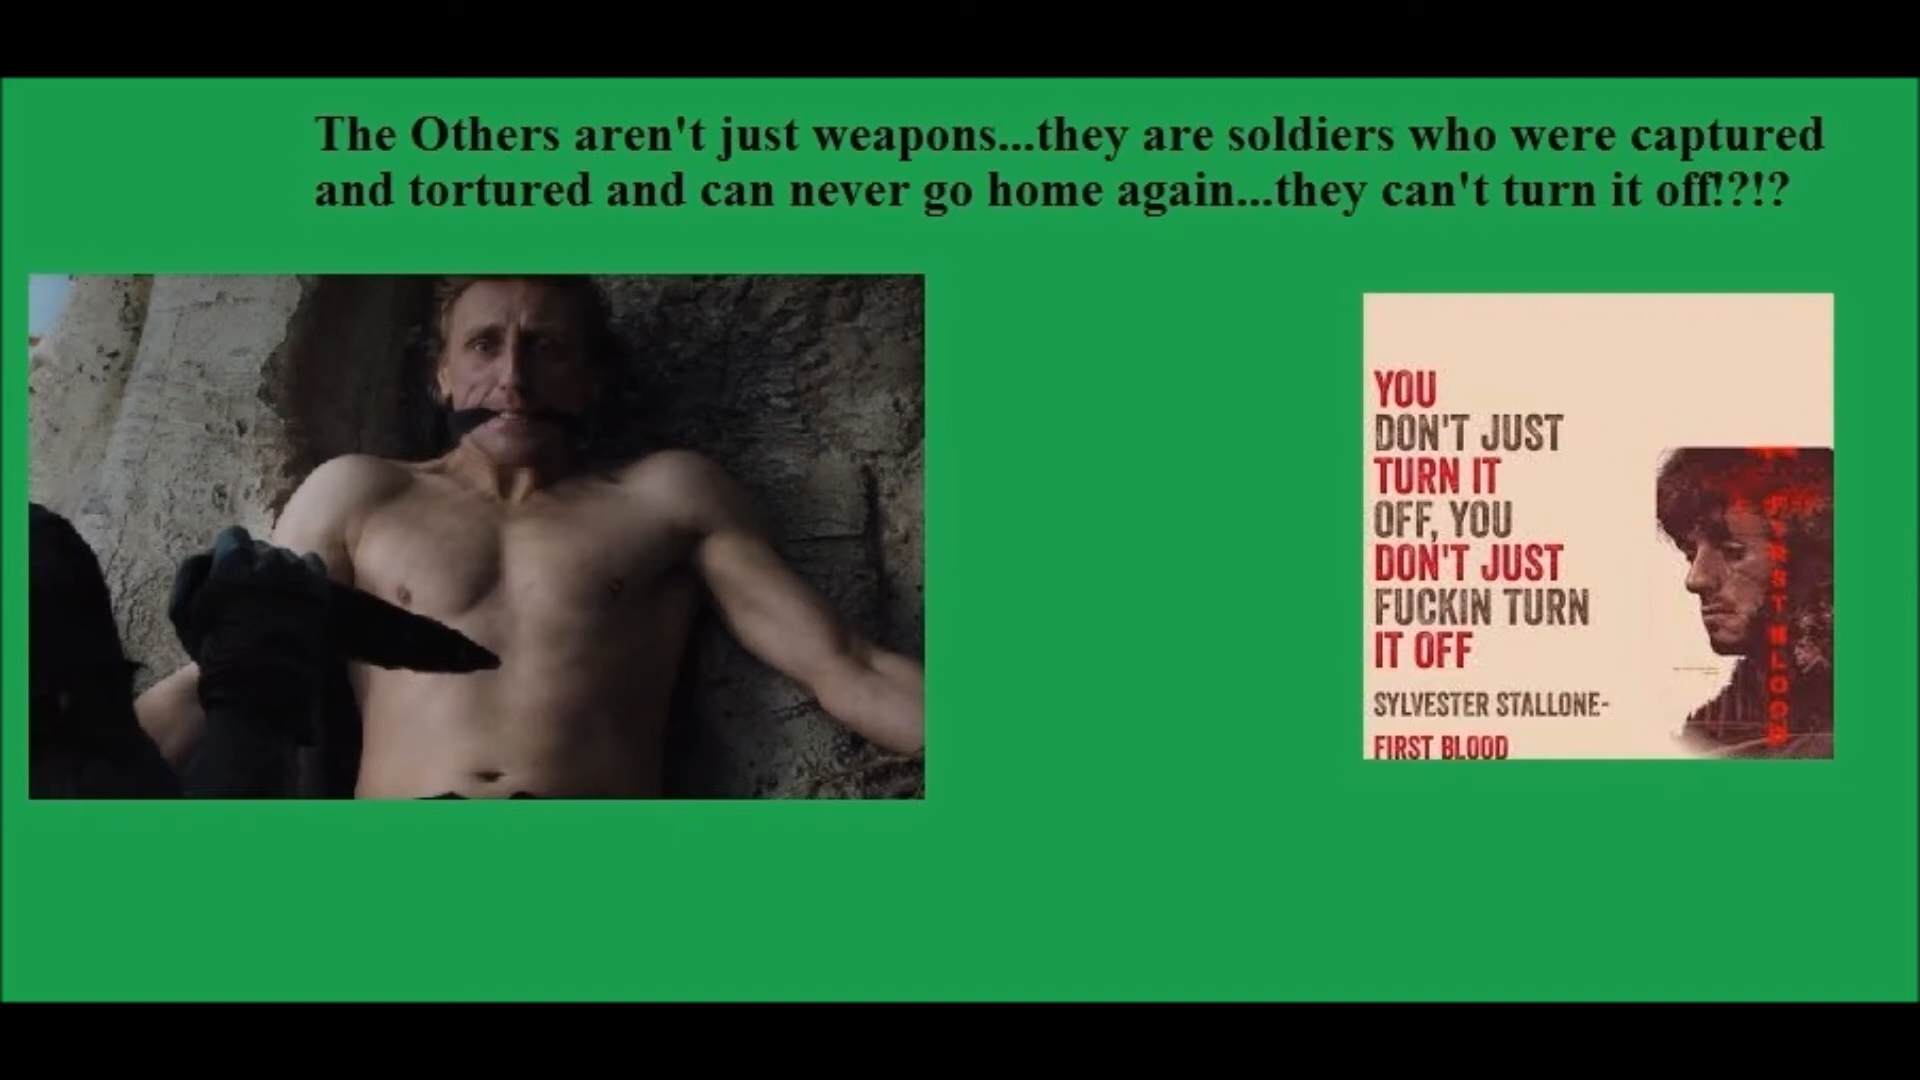 The Others aren't just weapons...they are soldiers who were captured
and tortured and can never go home again...they can't turn it off!?!?
YOU
DON'T JUST
TURN IT
OFF, YOU
DON'T JUST
FUCKIN TURN
IT OFF
SYLVESTER STALLONE-
FIRST BLOOD
FIRST BLOOD